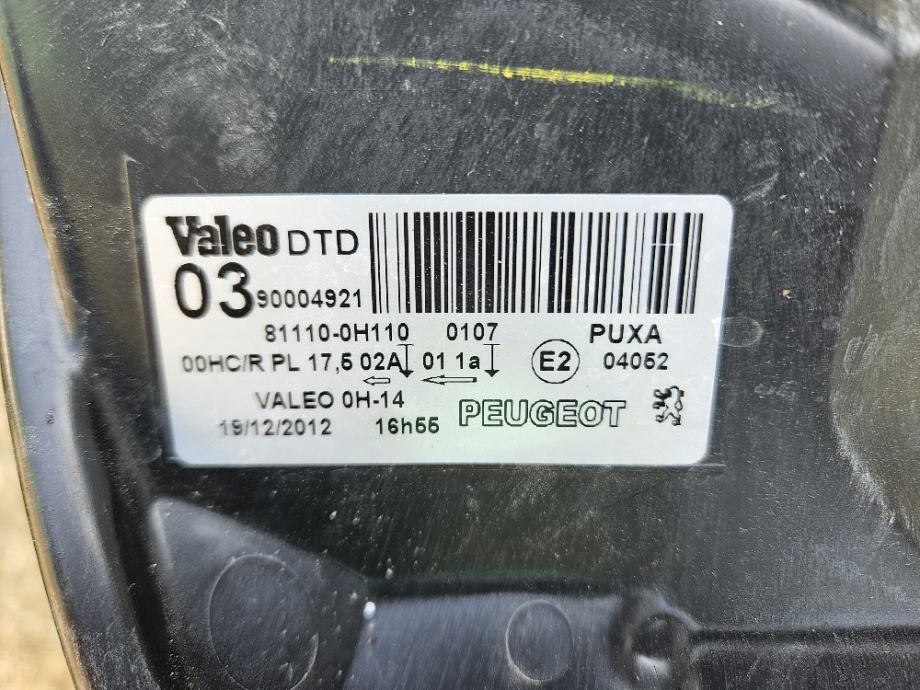 Valeo DTD
03 90004921
81110-0H110 0107 PUXA
00HC/R PL 17,5 02A 01 1a E2 04052
VALEO 0H-14 PEUGEOT
19/12/2012 16h55